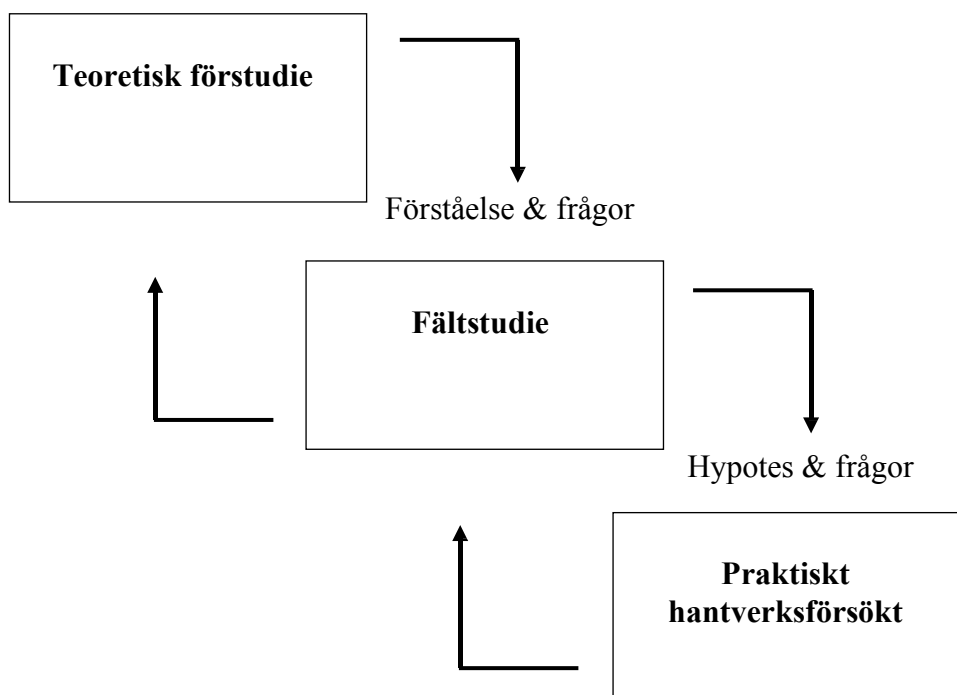 Teoretisk förstudie
Förståelse & frågor
Fältstudie
Hypotes & frågor
Praktiskt
hantverksförsökt